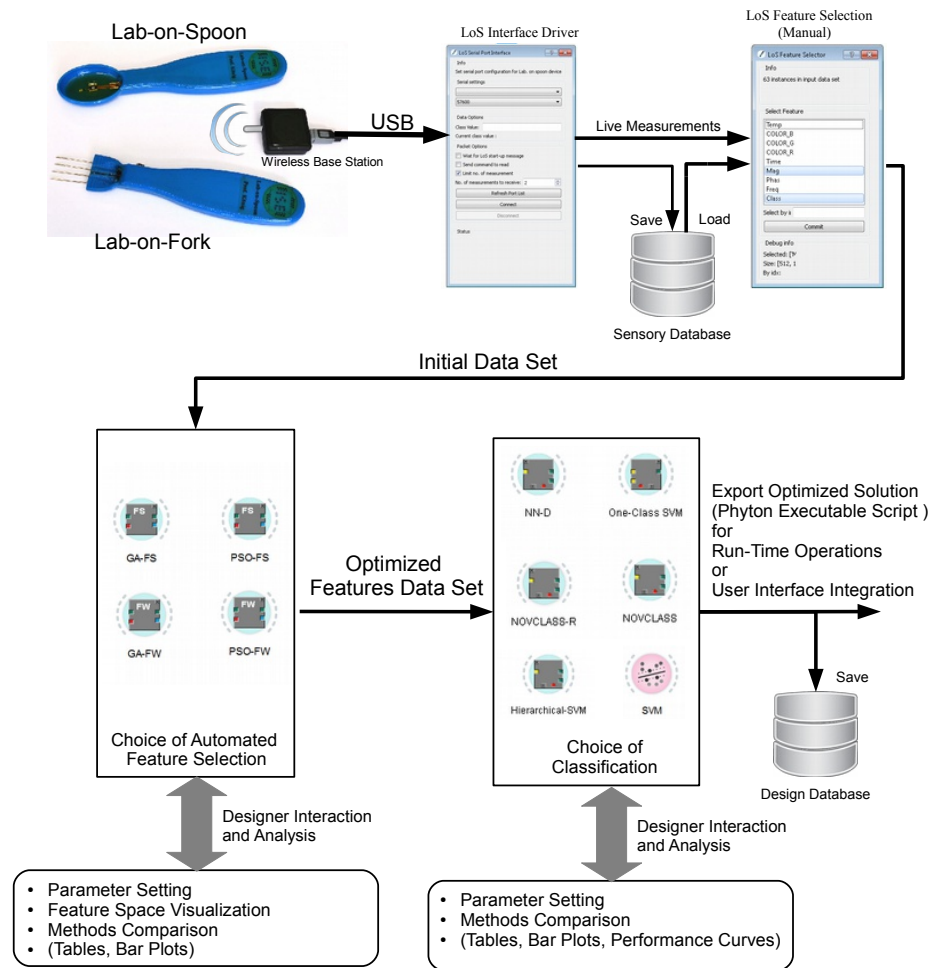 Lab-on-Spoon
Wireless Base Station
Lab-on-Fork
USB
LoS Interface Driver
LoS Serial Port Interface
Info
Set serial port configuration for Lab. on spoon device
Serial settings
57600
Data Options
Class Value:
Current class value :
Packet Options
Wait for LoS start-up message
Send command to read
Limit no. of measurement
No. of measurements to receive: 2
Refresh Port List
Connect
Disconnect
Status
Live Measurements
Save
Load
Sensory Database
LoS Feature Selection
(Manual)
LoS Feature Selector
Info
63 instances in input data set
Select Feature
Temp
COLOR_B
COLOR_G
COLOR_R
Time
Mag
Phas
Freq
Class
Select by i
Commit
Debug info
Selected: ['F
Size: [512, 1
By idx:
Initial Data Set
FS
GA-FS
FS
PSO-FS
FW
GA-FW
FW
PSO-FW
Choice of Automated
Feature Selection
Optimized
Features Data Set
NN-D
One-Class SVM
NOVCLASS-R
NOVCLASS
Hierarchical-SVM
SVM
Choice of
Classification
Export Optimized Solution
(Phyton Executable Script )
for
Run-Time Operations
or
User Interface Integration
Save
Design Database
Designer Interaction
and Analysis
• Parameter Setting
• Feature Space Visualization
• Methods Comparison
• (Tables, Bar Plots)
Designer Interaction
and Analysis
• Parameter Setting
• Methods Comparison
• (Tables, Bar Plots, Performance Curves)